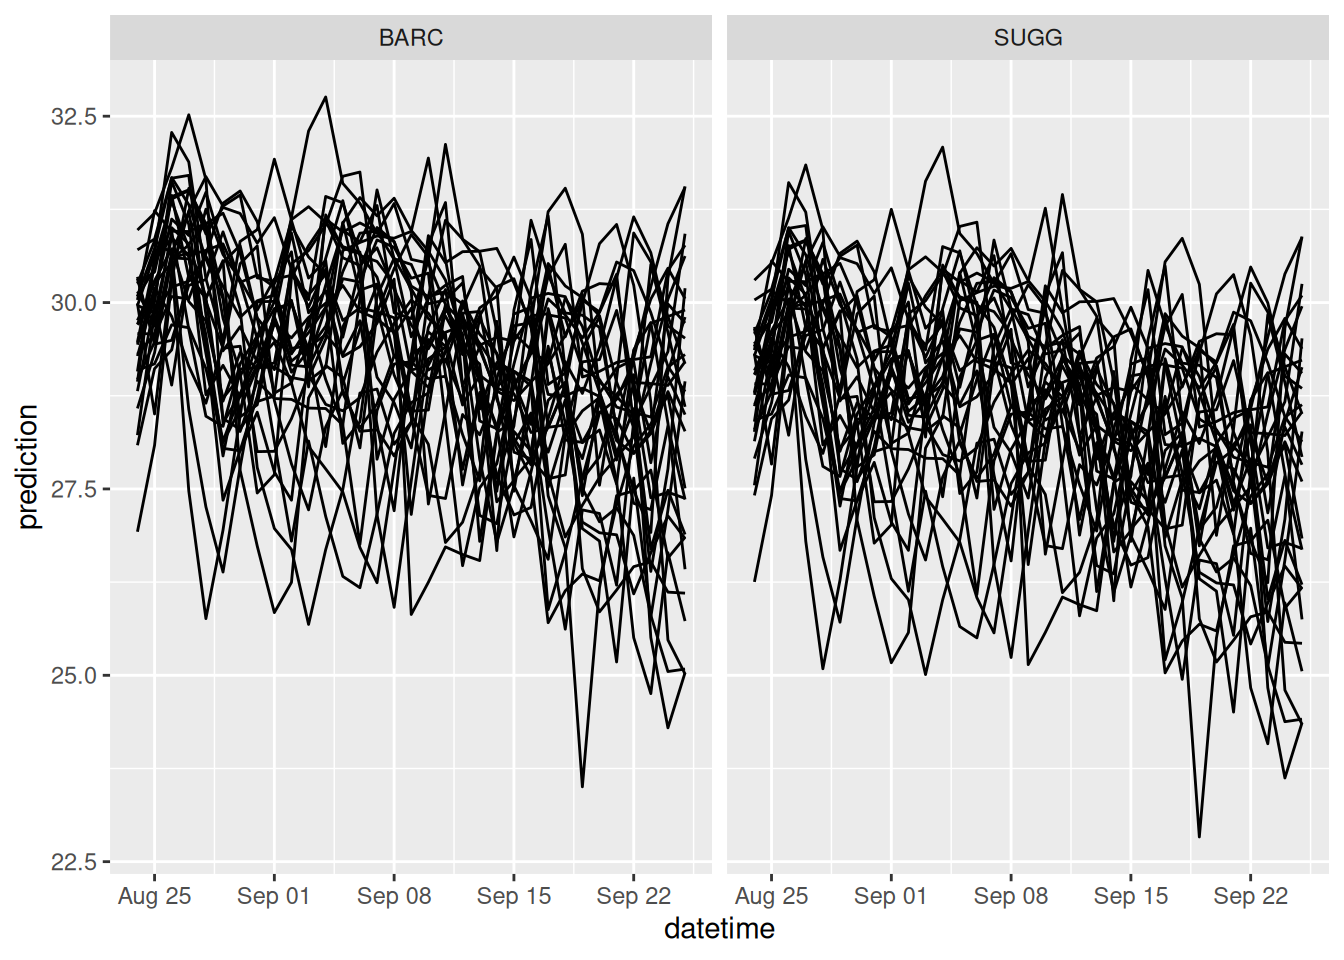 BARC SUGG
prediction
32.5
30.0
27.5
25.0
22.5
Aug 25 Sep 01 Sep 08 Sep 15 Sep 22 Aug 25 Sep 01 Sep 08 Sep 15 Sep 22
datetime